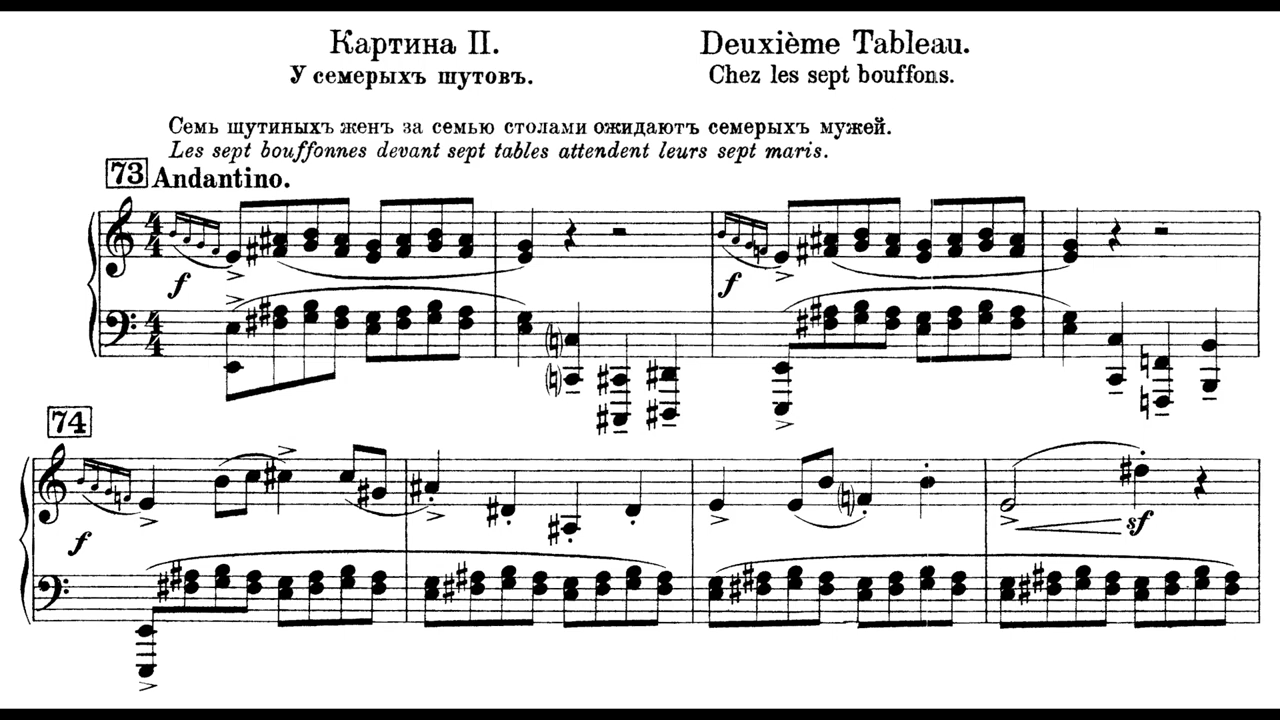 Картина II.
Deuxième Tableau.
У семерыхъ шутовъ.
Chez les sept bouffons.
Семь шутиныхъ женъ за семью столами ожидаютъ семерыхъ мужей.
Les sept bouffonnes devant sept tables attendent leurs sept maris.
73 Andantino.
f
f
74
f
sf